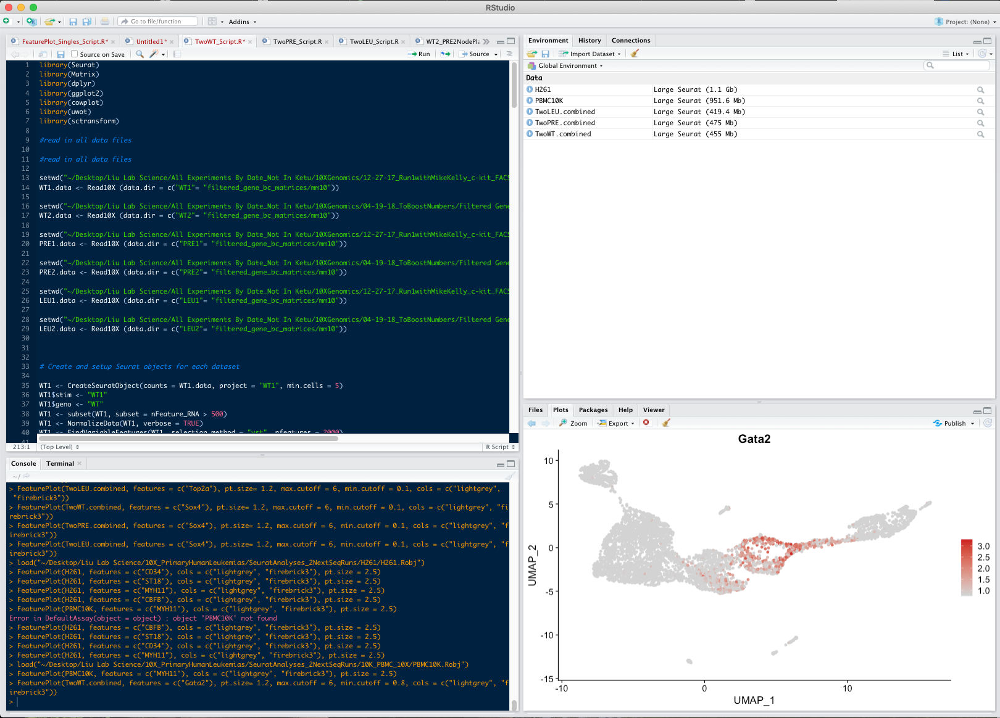 RStudio
Go to file/function
Addins
Project: (None)
FeaturePlot_Singles_Script.R*
Untitled1*
TwoWT_Script.R*
TwoPRE_Script.R
TwoLEU_Script.R
WT2_PRE2NodePla
Source on Save
Run
Source
1 library(Seurat)
2 library(Matrix)
3 library(dplyr)
4 library(ggplot2)
5 library(cowplot)
6 library(uwot)
7 library(sctransform)
8
9 #read in all data files
10
11 #read in all data files
12
13 setwd("~/Desktop/Liu Lab Science/All Experiments By Date_Not In Ketu/10XGenomics/12-27-17_Run1withMikeKelly_c-kit_FACS
14 WT1.data <- Read10X (data.dir = c("WT1"= "filtered_gene_bc_matrices/mm10"))
15
16 setwd("~/Desktop/Liu Lab Science/All Experiments By Date_Not In Ketu/10XGenomics/04-19-18_ToBoostNumbers/Filtered Gene
17 WT2.data <- Read10X (data.dir = c("WT2"= "filtered_gene_bc_matrices/mm10"))
18
19 setwd("~/Desktop/Liu Lab Science/All Experiments By Date_Not In Ketu/10XGenomics/12-27-17_Run1withMikeKelly_c-kit_FACS
20 PRE1.data <- Read10X (data.dir = c("PRE1"= "filtered_gene_bc_matrices/mm10"))
21
22 setwd("~/Desktop/Liu Lab Science/All Experiments By Date_Not In Ketu/10XGenomics/04-19-18_ToBoostNumbers/Filtered Gene
23 PRE2.data <- Read10X (data.dir = c("PRE2"= "filtered_gene_bc_matrices/mm10"))
24
25 setwd("~/Desktop/Liu Lab Science/All Experiments By Date_Not In Ketu/10XGenomics/12-27-17_Run1withMikeKelly_c-kit_FACS
26 LEU1.data <- Read10X (data.dir = c("LEU1"= "filtered_gene_bc_matrices/mm10"))
27
28 setwd("~/Desktop/Liu Lab Science/All Experiments By Date_Not In Ketu/10XGenomics/04-19-18_ToBoostNumbers/Filtered Gene
29 LEU2.data <- Read10X (data.dir = c("LEU2"= "filtered_gene_bc_matrices/mm10"))
30
31
32
33 # Create and setup Seurat objects for each dataset
34
35 WT1 <- CreateSeuratObject(counts = WT1.data, project = "WT1", min.cells = 5)
36 WT1$stim <- "WT1"
37 WT1$geno <- "WT"
38 WT1 <- subset(WT1, subset = nFeature_RNA > 500)
39 WT1 <- NormalizeData(WT1, verbose = TRUE)
40 WT1 <- FindVariableFeatures(WT1, selection.method = "vst", nfeatures = 2000)
41
213:1 (Top Level) R Script
Console Terminal
~/
> FeaturePlot(TwoLEU.combined, features = c("Top2a"), pt.size= 1.2, max.cutoff = 6, min.cutoff = 0.1, cols = c("lightgrey",
"firebrick3"))
> FeaturePlot(TwoWT.combined, features = c("Sox4"), pt.size= 1.2, max.cutoff = 6, min.cutoff = 0.1, cols = c("lightgrey", "fi
rebrick3"))
> FeaturePlot(TwoPRE.combined, features = c("Sox4"), pt.size= 1.2, max.cutoff = 6, min.cutoff = 0.1, cols = c("lightgrey", "f
irebrick3"))
> FeaturePlot(TwoLEU.combined, features = c("Sox4"), pt.size= 1.2, max.cutoff = 6, min.cutoff = 0.1, cols = c("lightgrey", "f
irebrick3"))
> load("~/Desktop/Liu Lab Science/10X_PrimaryHumanLeukemias/SeuratAnalyses_2NextSeqRuns/H261/H261.Robj")
> FeaturePlot(H261, features = c("CD34"), cols = c("lightgrey", "firebrick3"), pt.size = 2.5)
> FeaturePlot(H261, features = c("ST18"), cols = c("lightgrey", "firebrick3"), pt.size = 2.5)
> FeaturePlot(H261, features = c("MYH11"), cols = c("lightgrey", "firebrick3"), pt.size = 2.5)
> FeaturePlot(H261, features = c("CBFB"), cols = c("lightgrey", "firebrick3"), pt.size = 2.5)
> FeaturePlot(PBMC10K, features = c("MYH11"), cols = c("lightgrey", "firebrick3"), pt.size = 2.5)
Error in DefaultAssay(object = object) : object 'PBMC10K' not found
> FeaturePlot(H261, features = c("CBFB"), cols = c("lightgrey", "firebrick3"), pt.size = 2.5)
> FeaturePlot(H261, features = c("ST18"), cols = c("lightgrey", "firebrick3"), pt.size = 2.5)
> FeaturePlot(H261, features = c("CD34"), cols = c("lightgrey", "firebrick3"), pt.size = 2.5)
> FeaturePlot(H261, features = c("MYH11"), cols = c("lightgrey", "firebrick3"), pt.size = 2.5)
> load("~/Desktop/Liu Lab Science/10X_PrimaryHumanLeukemias/SeuratAnalyses_2NextSeqRuns/10K_PBMC_10X/PBMC10K.Robj")
> FeaturePlot(PBMC10K, features = c("MYH11"), cols = c("lightgrey", "firebrick3"), pt.size = 2.5)
> FeaturePlot(TwoWT.combined, features = c("Gata2"), pt.size= 1.2, max.cutoff = 6, min.cutoff = 0.8, cols = c("lightgrey", "f
irebrick3"))
>
Environment History Connections
Import Dataset
List
Global Environment
Data
H261 Large Seurat (1.1 Gb)
PBMC10K Large Seurat (951.6 Mb)
TwoLEU.combined Large Seurat (419.4 Mb)
TwoPRE.combined Large Seurat (475 Mb)
TwoWT.combined Large Seurat (455 Mb)
Files Plots Packages Help Viewer
Zoom Export Publish
Gata2
10
5
0
-5
-10
-15
UMAP_2
-10 0 10
UMAP_1
3.0
2.5
2.0
1.5
1.0